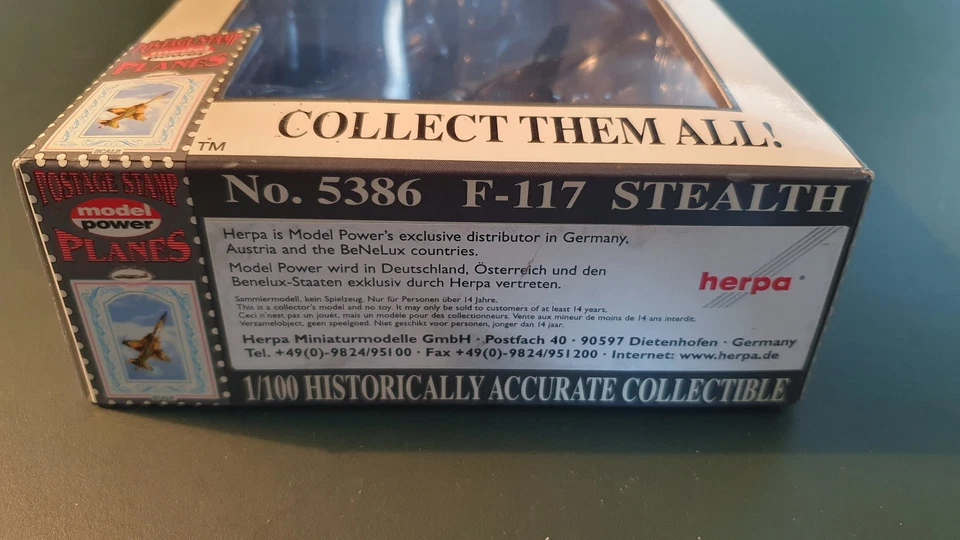 POSTAGE STAMP
PLANES
COLLECT THEM ALL!
TM
POSTAGE STAMP
model
power
PLANES
No. 5386 F-117 STEALTH
Herpa is Model Power's exclusive distributor in Germany,
Austria and the BeNeLux countries.
Model Power wird in Deutschland, Österreich und den
Benelux-Staaten exklusiv durch Herpa vertreten.
Sammlermodell, kein Spielzeug. Nur für Personen über 14 Jahre.
This is a collector's model and no toy. It may only be sold to customers of at least 14 years.
Ceci n'est pas un jouét, mais un modèle pour des collectionneurs. Vente aux mineur de moins de 14 ans interdit.
Verzamelobject, geen speelgoed. Niet geschikt voor personen, jonger dan 14 jaar.
Herpa Miniaturmodelle GmbH · Postfach 40 · 90597 Dietenhofen · Germany
Tel. +49(0)-9824/95100 · Fax +49(0)-9824/951200 · Internet: www.herpa.de
herpa
1/100 HISTORICALLY ACCURATE COLLECTIBLE